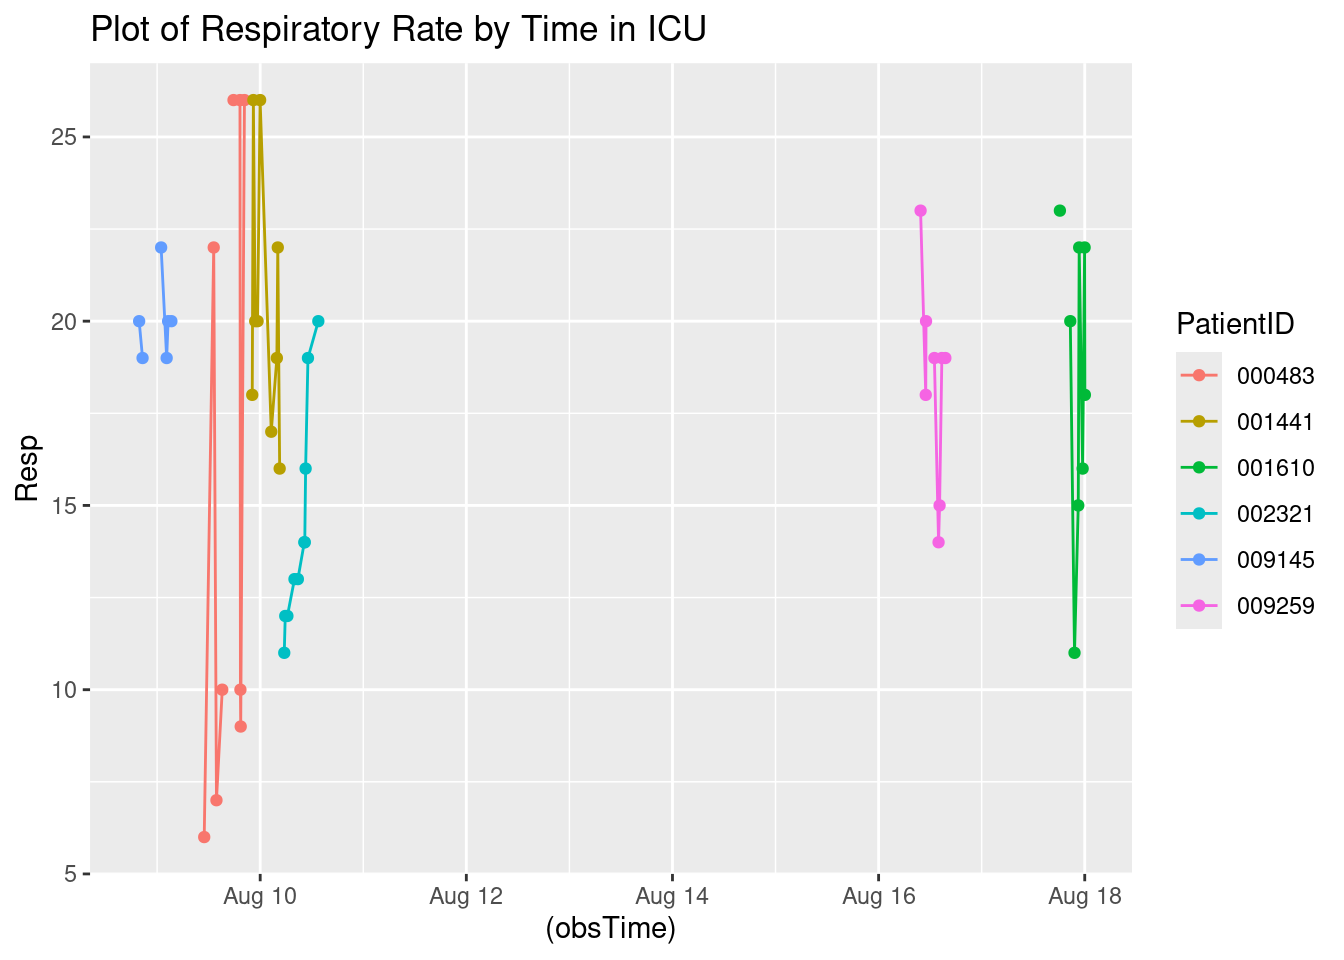 Plot of Respiratory Rate by Time in ICU
25
20
15
10
5
Resp
Aug 10
Aug 12
Aug 14
Aug 16
Aug 18
(obsTime)
PatientID
000483
001441
001610
002321
009145
009259